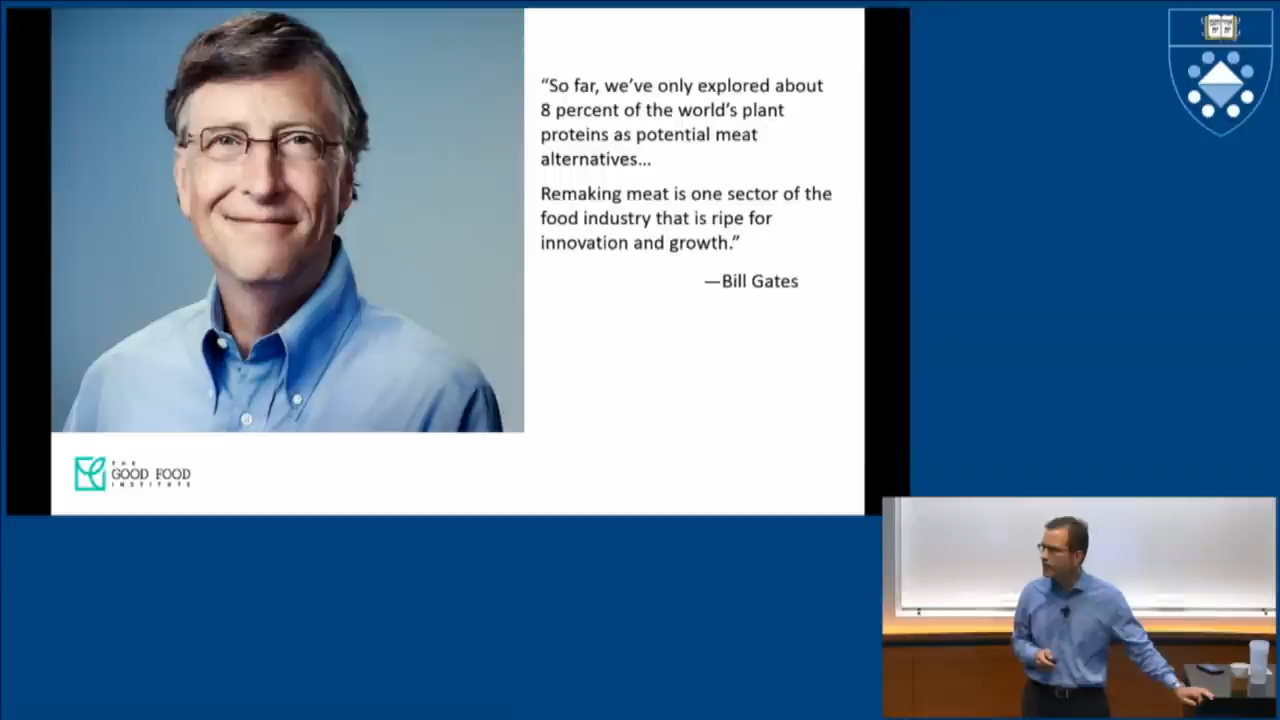 “So far, we’ve only explored about
8 percent of the world’s plant
proteins as potential meat
alternatives…
Remaking meat is one sector of the
food industry that is ripe for
innovation and growth.”
—Bill Gates
THE
GOOD FOOD
INSTITUTE